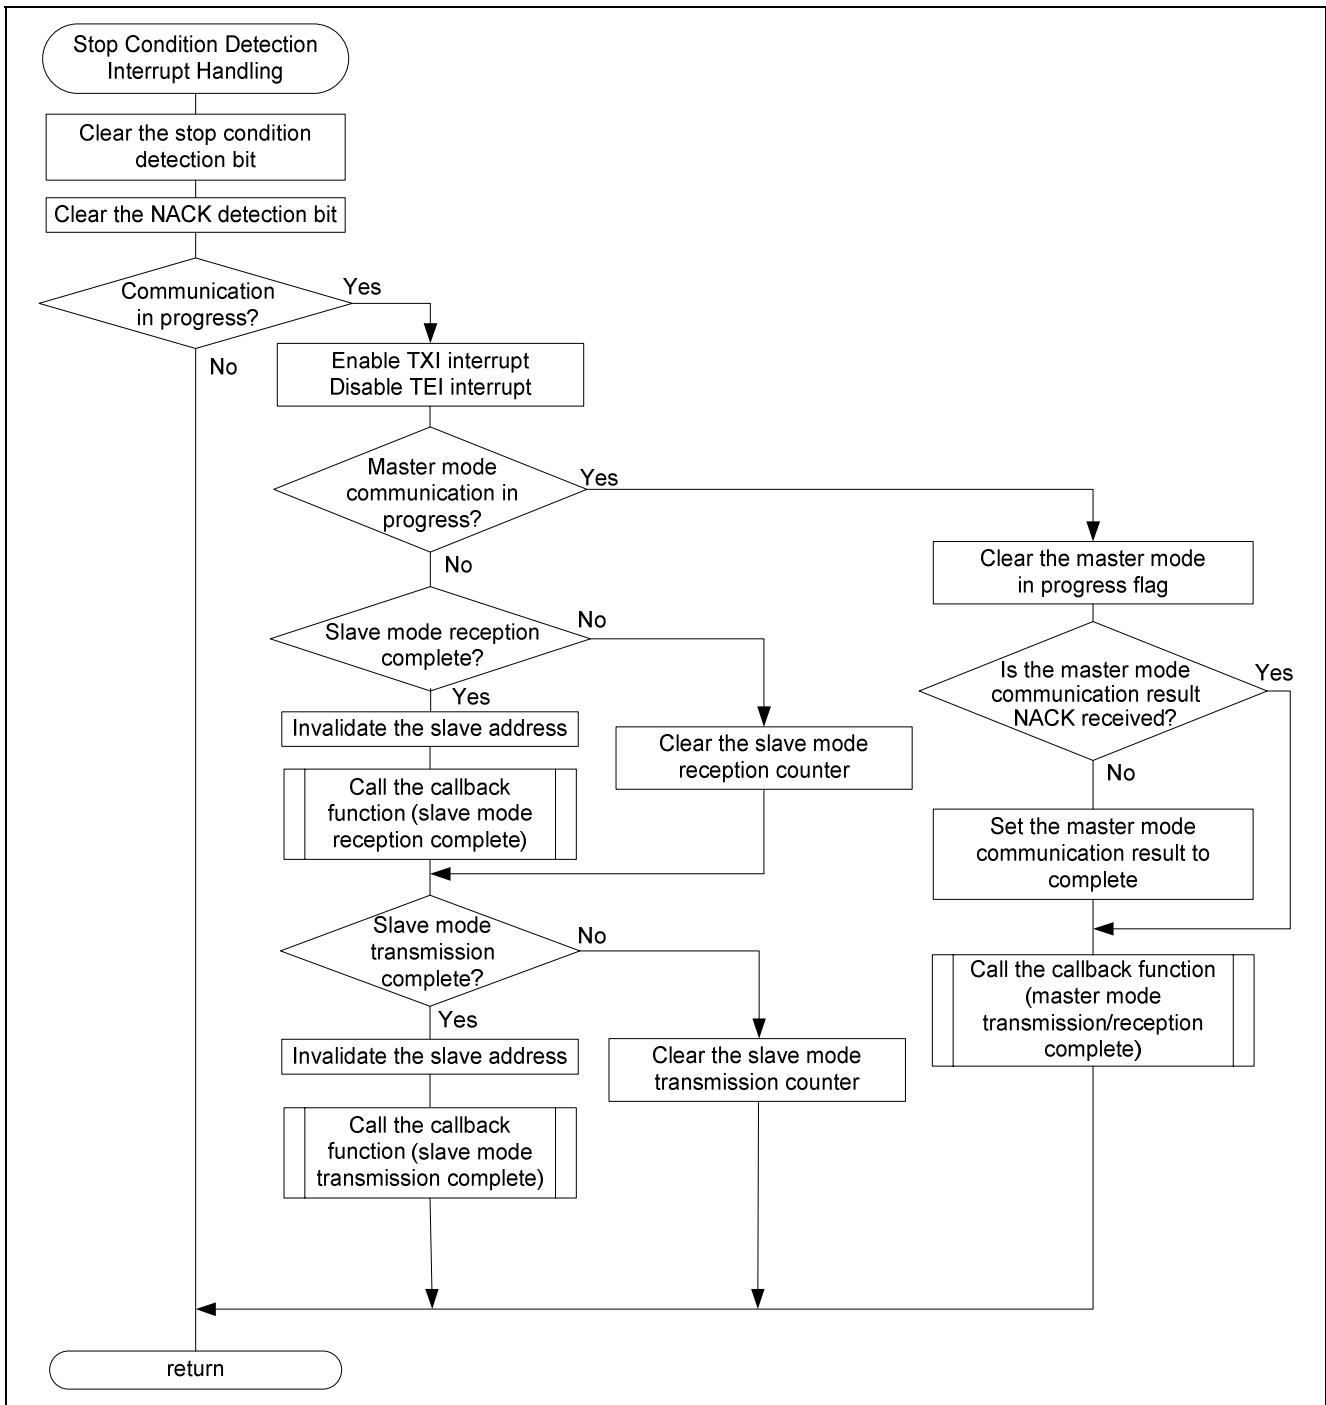 Stop Condition Detection
Interrupt Handling
Clear the stop condition
detection bit
Clear the NACK detection bit
Communication
in progress?
Yes
No
Enable TXI interrupt
Disable TEI interrupt
Master mode
communication in
progress?
Yes
No
Clear the master mode
in progress flag
Slave mode reception
complete?
No
Yes
Is the master mode
communication result
NACK received?
Yes
No
Invalidate the slave address
Clear the slave mode
reception counter
Call the callback
function (slave mode
reception complete)
Set the master mode
communication result to
complete
Slave mode
transmission
complete?
No
Yes
Call the callback function
(master mode
transmission/reception
complete)
Invalidate the slave address
Clear the slave mode
transmission counter
Call the callback
function (slave mode
transmission complete)
return